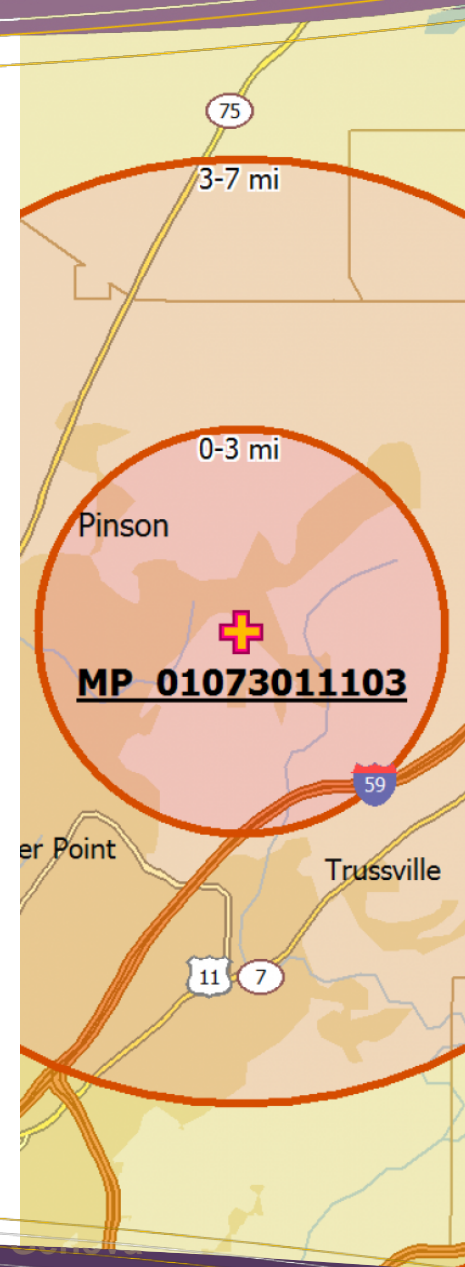 75
3-7 mi
0-3 mi
Pinson
MP 01073011103
59
er Point
Trussville
11
7